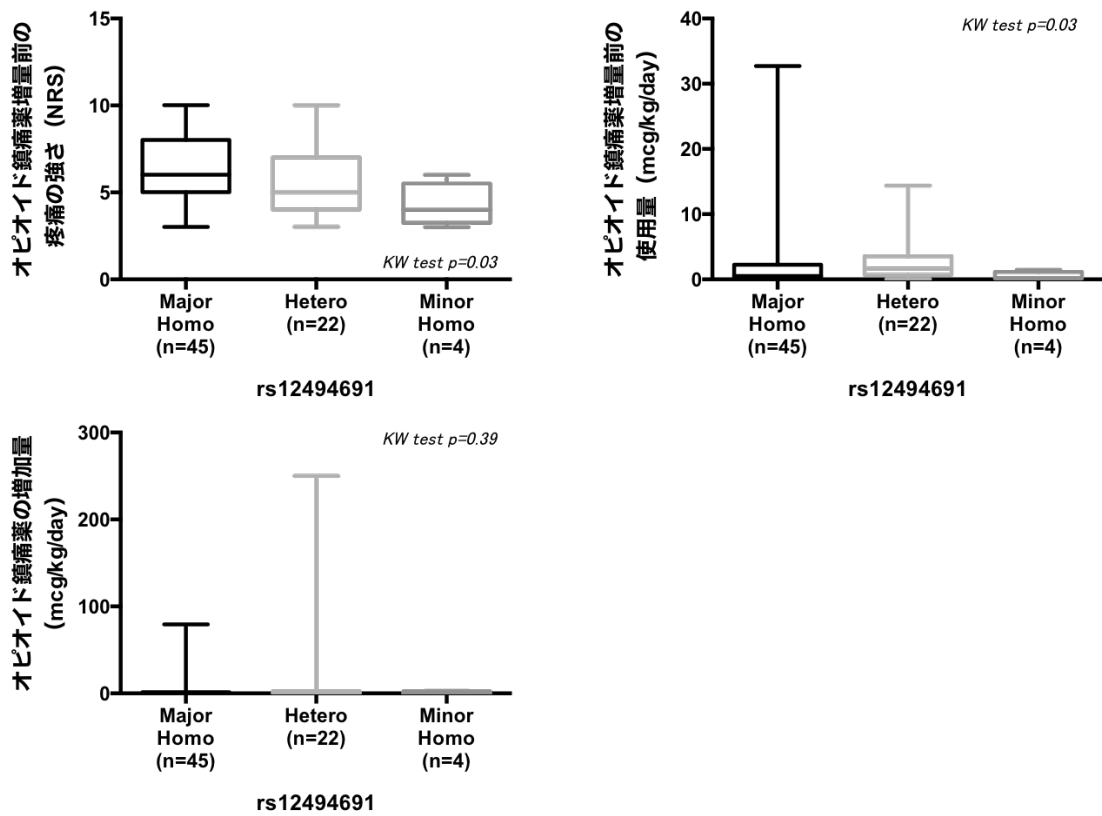 オピオイド鎮痛薬増量前の
疼痛の強さ（NRS）
15
10
5
0
KW test p=0.03
Major
Homo
(n=45)
Hetero
(n=22)
Minor
Homo
(n=4)
rs12494691
オピオイド鎮痛薬増量前の
使用量（mcg/kg/day）
40
30
20
10
0
KW test p=0.03
Major
Homo
(n=45)
Hetero
(n=22)
Minor
Homo
(n=4)
rs12494691
オピオイド鎮痛薬の増加量
(mcg/kg/day)
300
200
100
0
KW test p=0.39
Major
Homo
(n=45)
Hetero
(n=22)
Minor
Homo
(n=4)
rs12494691